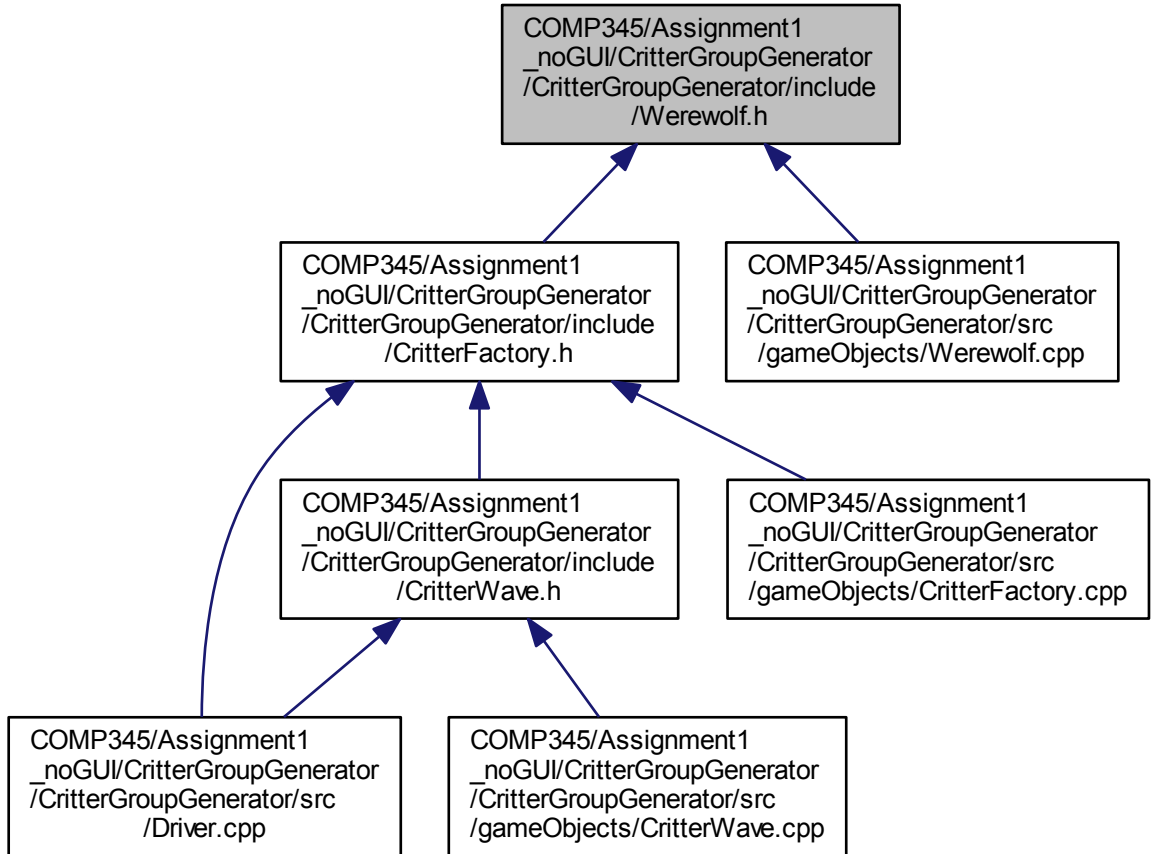 COMP345/Assignment1
_noGUI/CritterGroupGenerator
/CritterGroupGenerator/include
/Werewolf.h
COMP345/Assignment1
_noGUI/CritterGroupGenerator
/CritterGroupGenerator/include
/CritterFactory.h
COMP345/Assignment1
_noGUI/CritterGroupGenerator
/CritterGroupGenerator/src
/gameObjects/Werewolf.cpp
COMP345/Assignment1
_noGUI/CritterGroupGenerator
/CritterGroupGenerator/include
/CritterWave.h
COMP345/Assignment1
_noGUI/CritterGroupGenerator
/CritterGroupGenerator/src
/gameObjects/CritterFactory.cpp
COMP345/Assignment1
_noGUI/CritterGroupGenerator
/CritterGroupGenerator/src
/Driver.cpp
COMP345/Assignment1
_noGUI/CritterGroupGenerator
/CritterGroupGenerator/src
/gameObjects/CritterWave.cpp